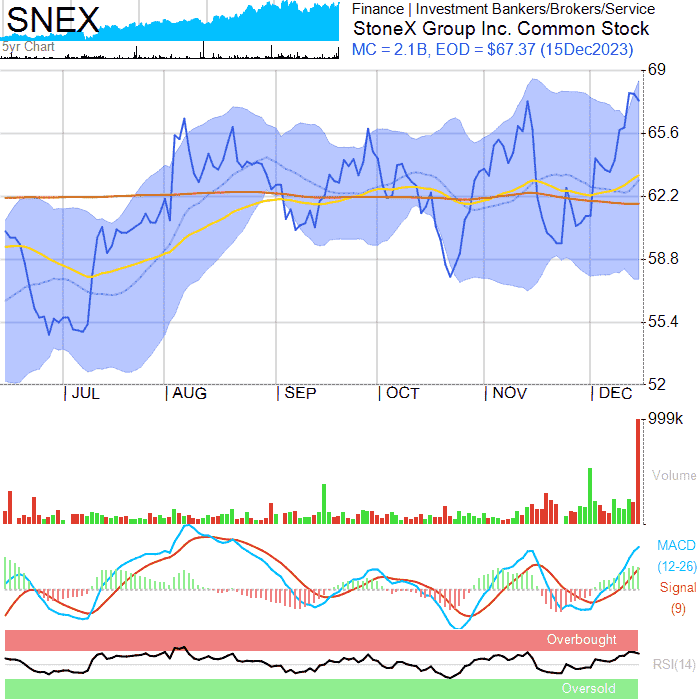 SNEX
5yr Chart
Finance | Investment Bankers/Brokers/Service
StoneX Group Inc. Common Stock
MC = 2.1B, EOD = $67.37 (15Dec2023)
69
65.6
62.2
58.8
55.4
52
| JUL | AUG | SEP | OCT | NOV | DEC
999k
Volume
MACD
(12-26)
Signal
(9)
Overbought
RSI(14)
Oversold